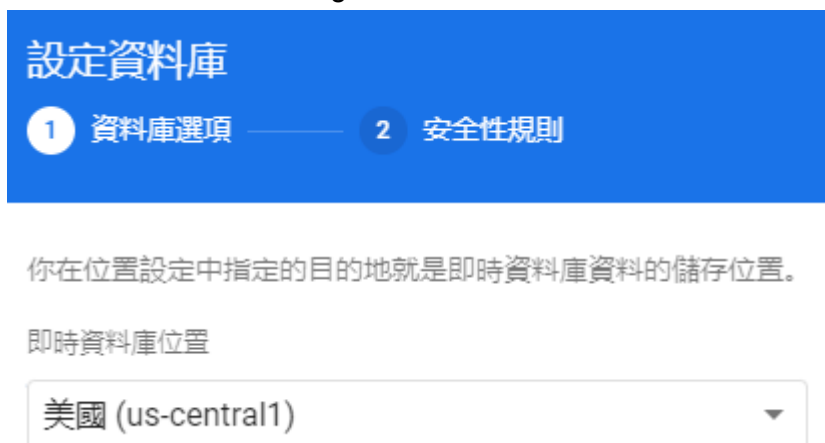 設定資料庫
1 資料庫選項 2 安全性規則
你在位置設定中指定的目的地就是即時資料庫資料的儲存位置。
即時資料庫位置
美國 (us-central1)